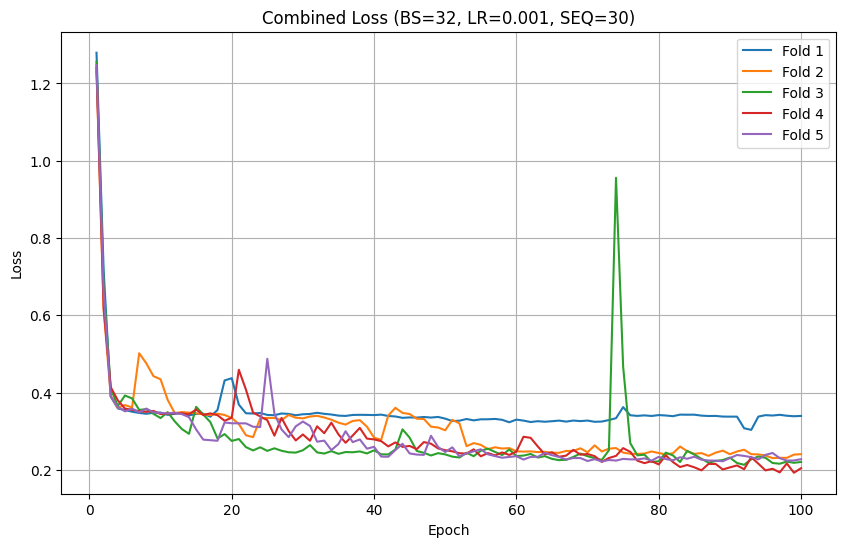 Combined Loss (BS=32, LR=0.001, SEQ=30)
Fold 1
Fold 2
Fold 3
Fold 4
Fold 5
Loss
1.2
1.0
0.8
0.6
0.4
0.2
0 20 40 60 80 100
Epoch